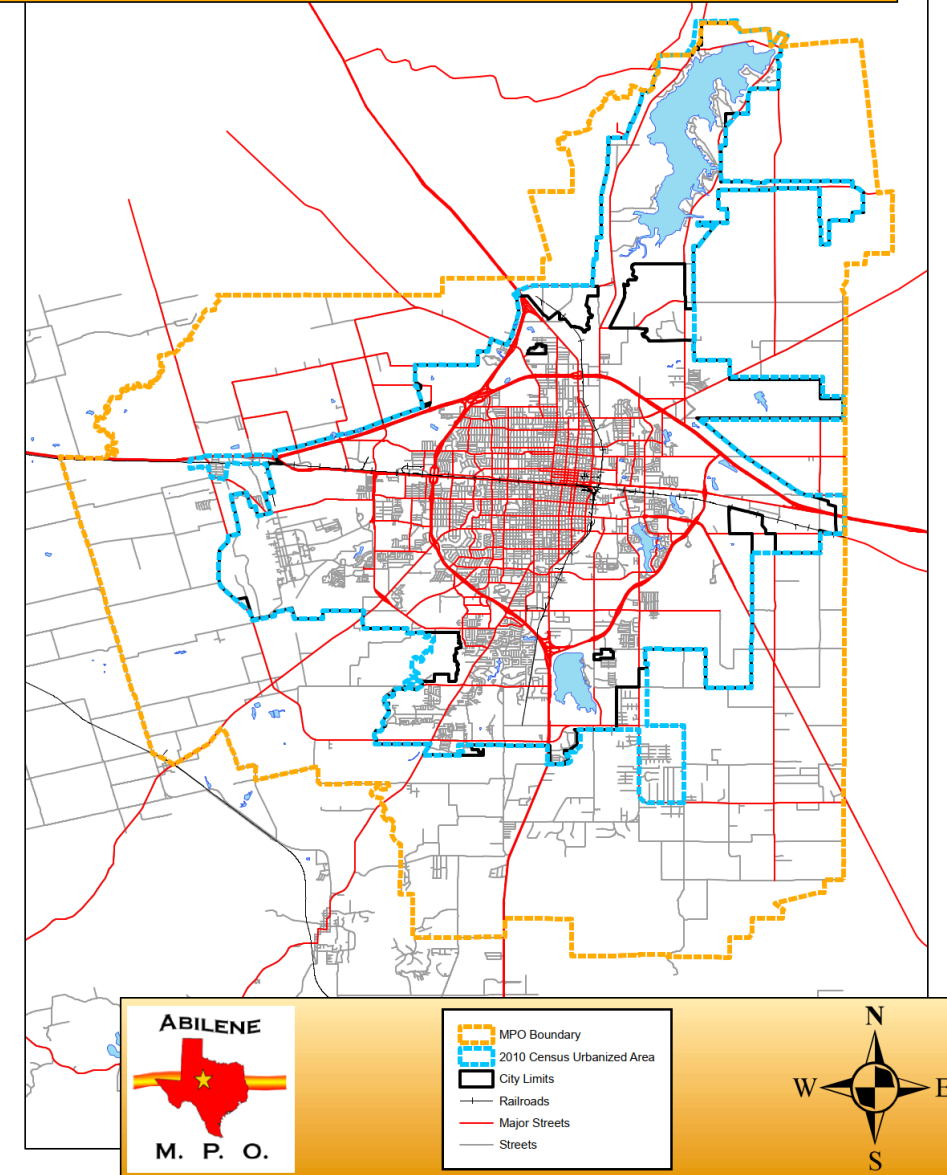 ABILENE
M. P. O.
MPO Boundary
2010 Census Urbanized Area
City Limits
Railroads
Major Streets
Streets
N
W
E
S